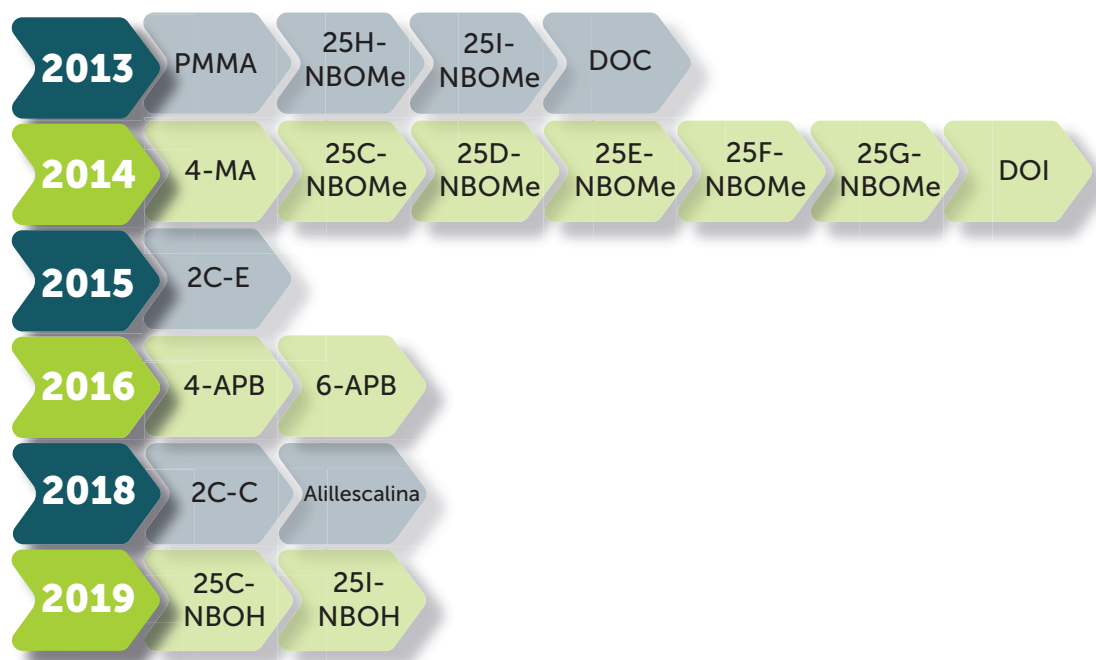 2013
PMMA
25H-
NBOMe
25I-
NBOMe
DOC
2014
4-MA
25C-
NBOMe
25D-
NBOMe
25E-
NBOMe
25F-
NBOMe
25G-
NBOMe
DOI
2015
2C-E
2016
4-APB
6-APB
2018
2C-C
Alillescalina
2019
25C-
NBOH
25I-
NBOH